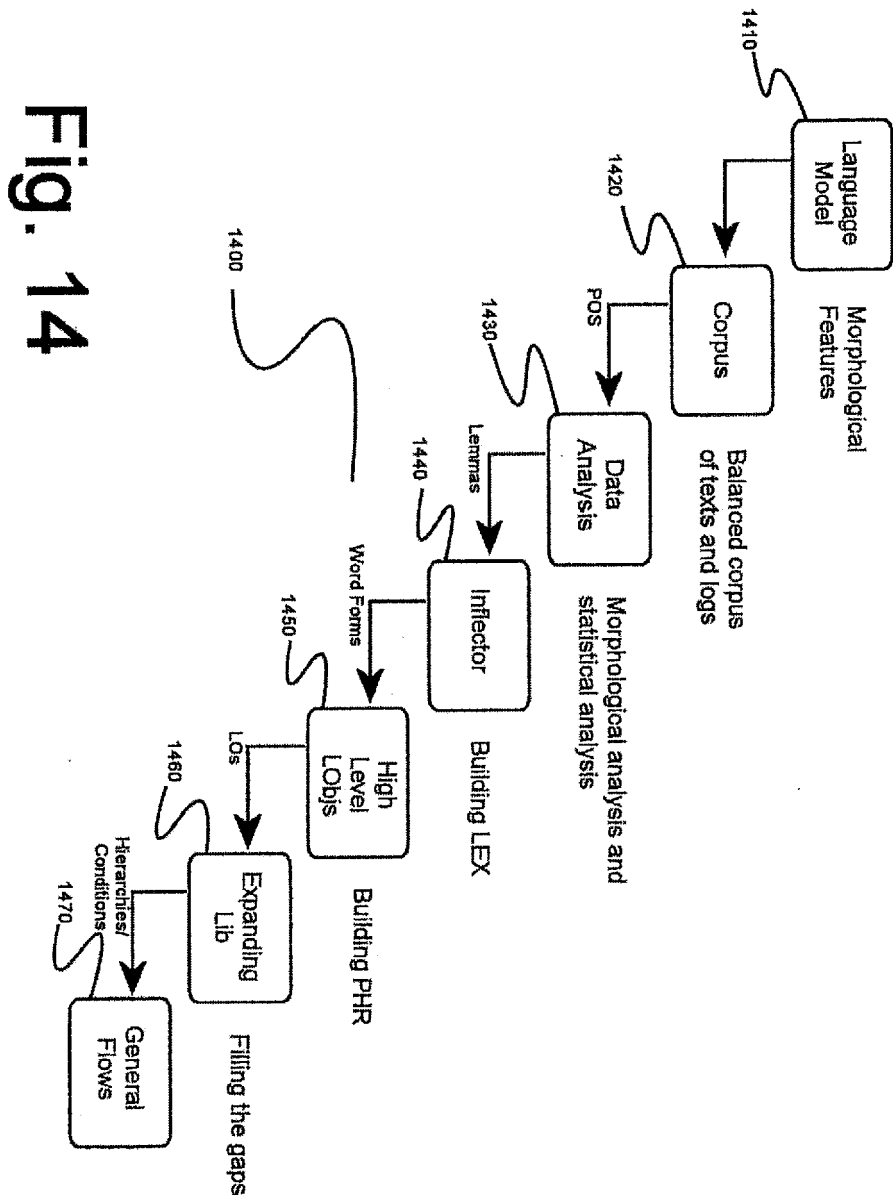 1410
Language
Model
Morphological
Features
1420
Corpus
Balanced corpus
of texts and logs
POS
1430
Data
Analysis
Morphological analysis and
statistical analysis
Lemmas
1440
Inflector
Building LEX
1400
Word Forms
1450
High
Level
LObjs
Building PHR
LOs
1460
Expanding
Lib
Filling the gaps
Hierarchies/
Conditions
1470
General
Flows
Fig. 14